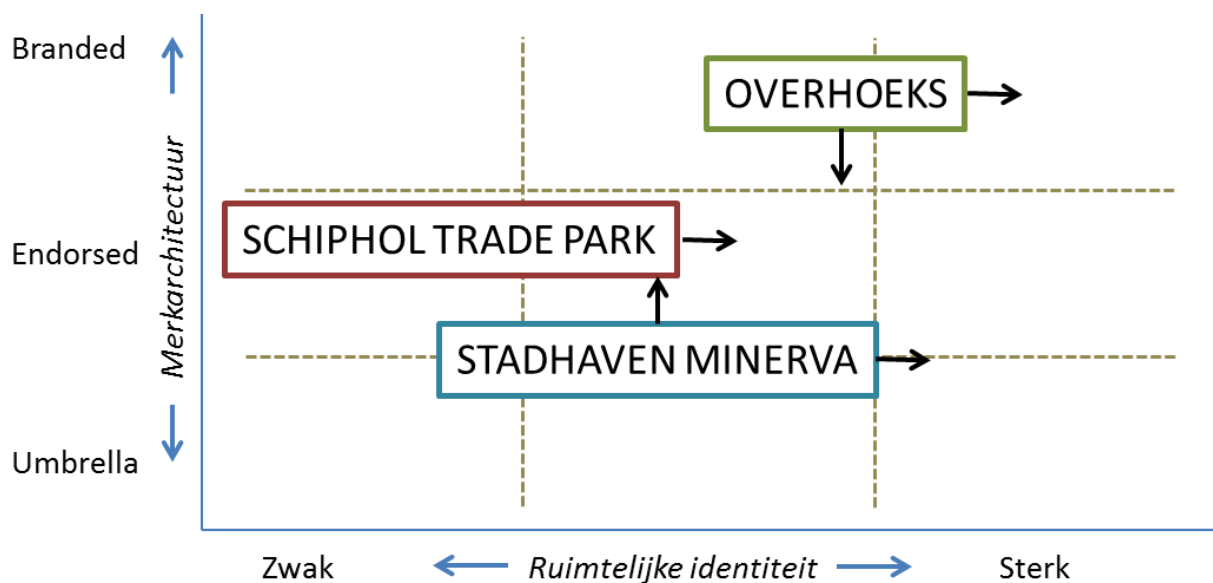 Branded
OVERHOEKS
Merkarchitectuur
SCHIPHOL TRADE PARK
Endorsed
STADHAVEN MINERVA
Umbrella
Zwak
Ruimtelijke identiteit
Sterk